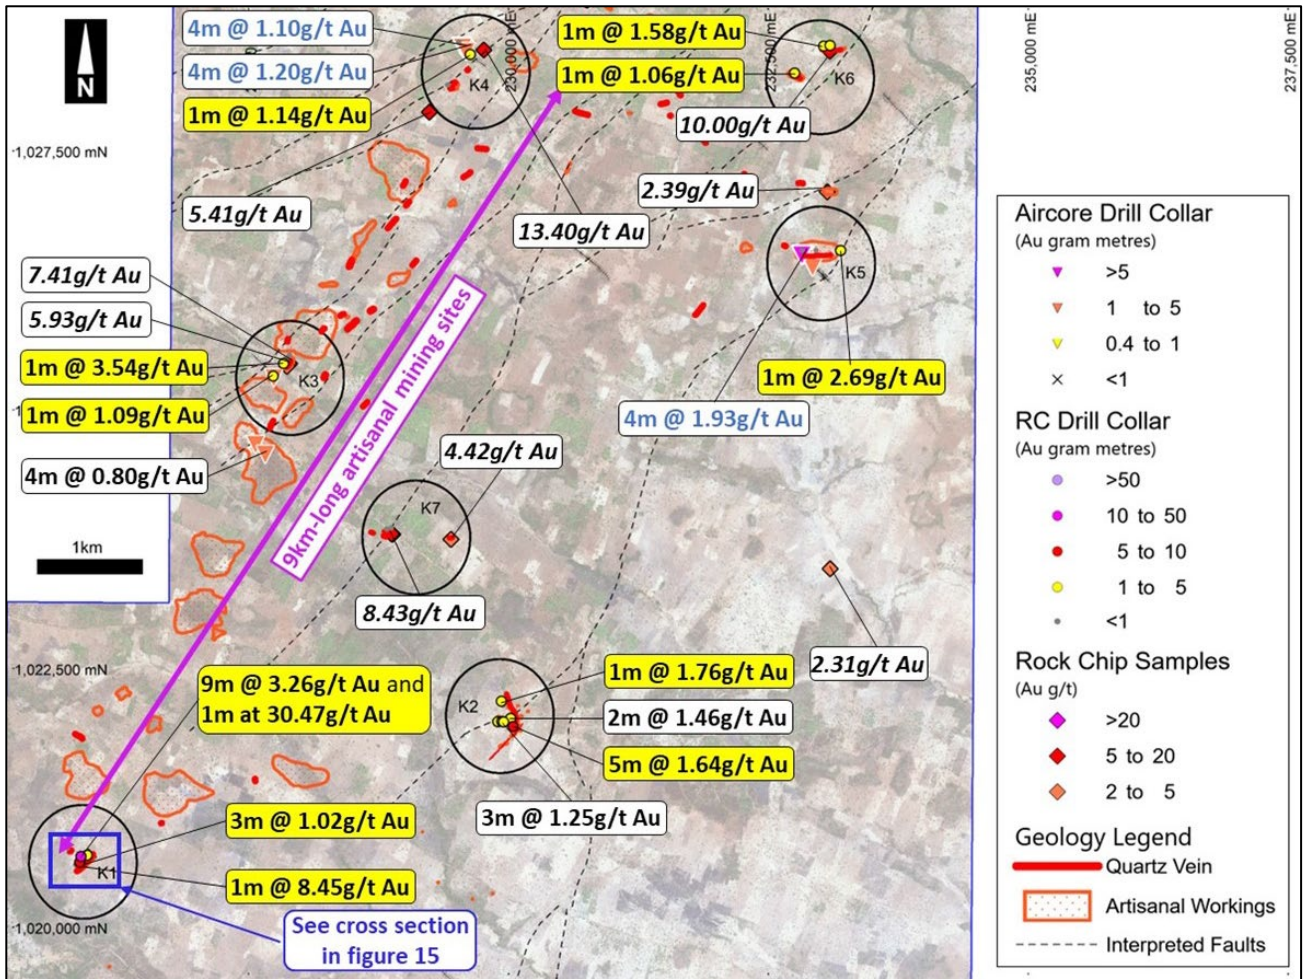 N
4m @ 1.10g/t Au
4m @ 1.20g/t Au
1m @ 1.14g/t Au
K4
230,000 mE
1m @ 1.58g/t Au
1m @ 1.06g/t Au
232,500 mE
K6
10.00g/t Au
235,000 mE
237,500 mE
1,027,500 mN
5.41g/t Au
13.40g/t Au
2.39g/t Au
K5
7.41g/t Au
5.93g/t Au
1m @ 3.54g/t Au
1m @ 1.09g/t Au
K3
4m @ 0.80g/t Au
1m @ 2.69g/t Au
4m @ 1.93g/t Au
9km-long artisanal mining sites
4.42g/t Au
K7
8.43g/t Au
1km
2.31g/t Au
1,022,500 mN
9m @ 3.26g/t Au and
1m at 30.47g/t Au
K2
1m @ 1.76g/t Au
2m @ 1.46g/t Au
5m @ 1.64g/t Au
3m @ 1.25g/t Au
3m @ 1.02g/t Au
K1
1m @ 8.45g/t Au
1,020,000 mN
See cross section
in figure 15
Aircore Drill Collar
(Au gram metres)
>5
1 to 5
0.4 to 1
<1
RC Drill Collar
(Au gram metres)
>50
10 to 50
5 to 10
1 to 5
<1
Rock Chip Samples
(Au g/t)
>20
5 to 20
2 to 5
Geology Legend
Quartz Vein
Artisanal Workings
Interpreted Faults